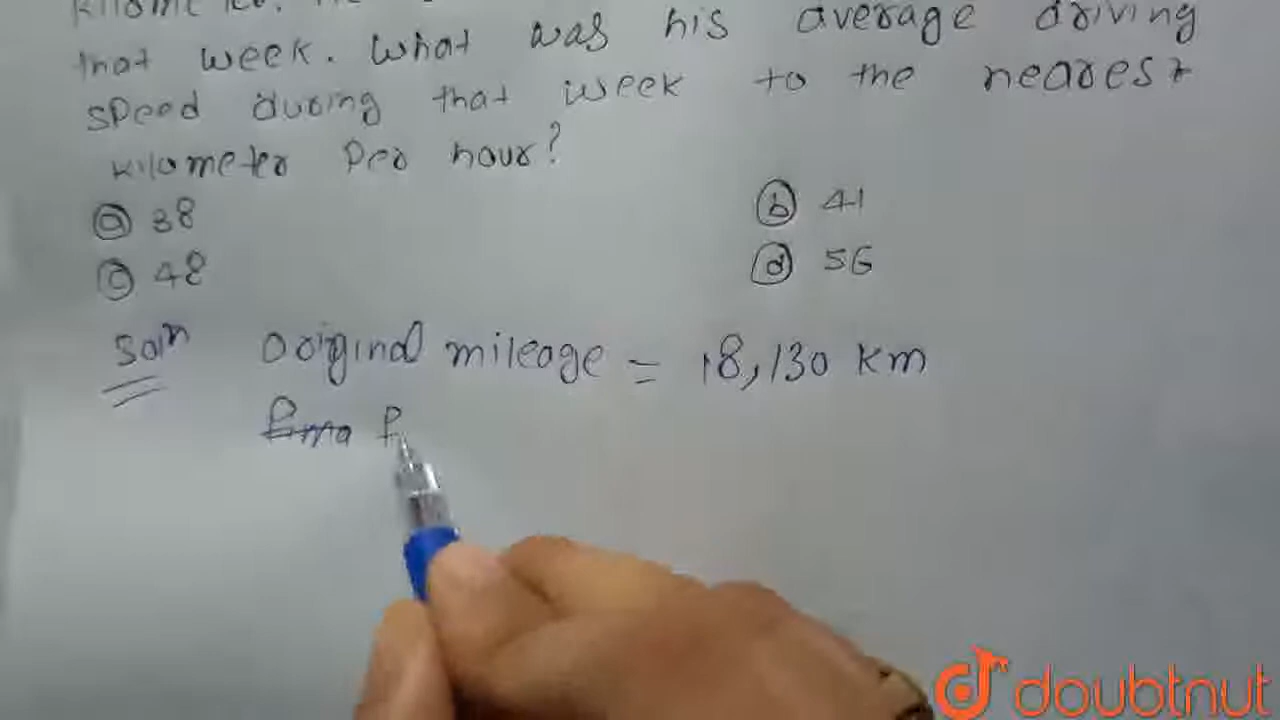 that week. What was his average driving
speed during that week to the nearest
kilometer Per hour?
ⓐ 38 ⓑ 41
ⓒ 48 ⓓ 56
Soln Original mileage = 18,130 km
doubtnut